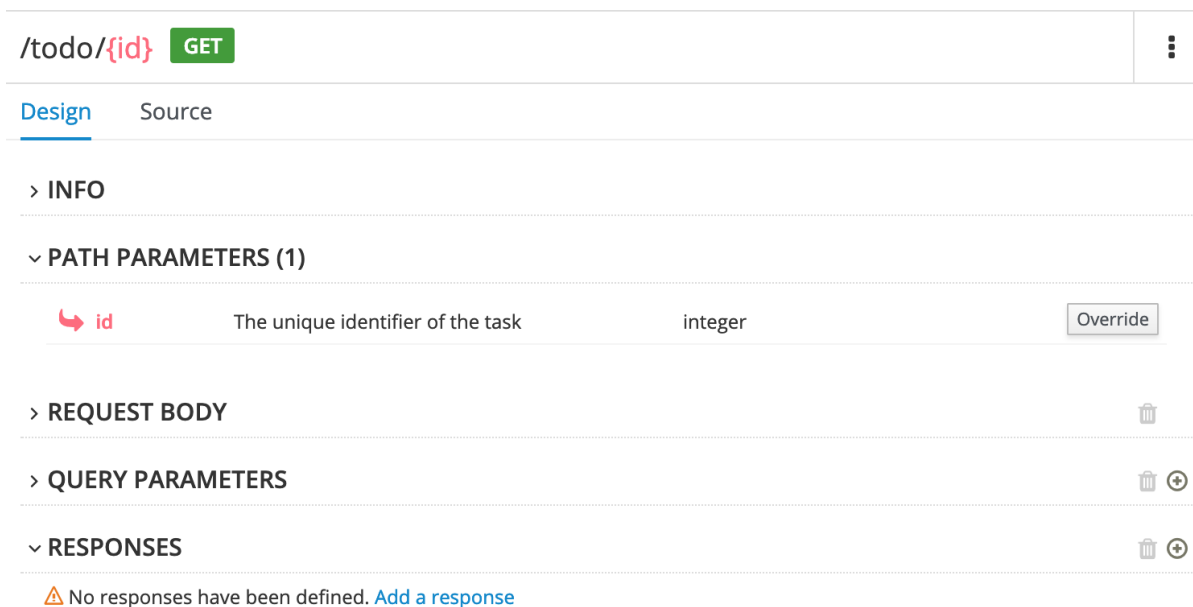 /todo/{id} GET
Design Source
INFO
PATH PARAMETERS (1)
id The unique identifier of the task integer Override
REQUEST BODY
QUERY PARAMETERS
RESPONSES
No responses have been defined. Add a response